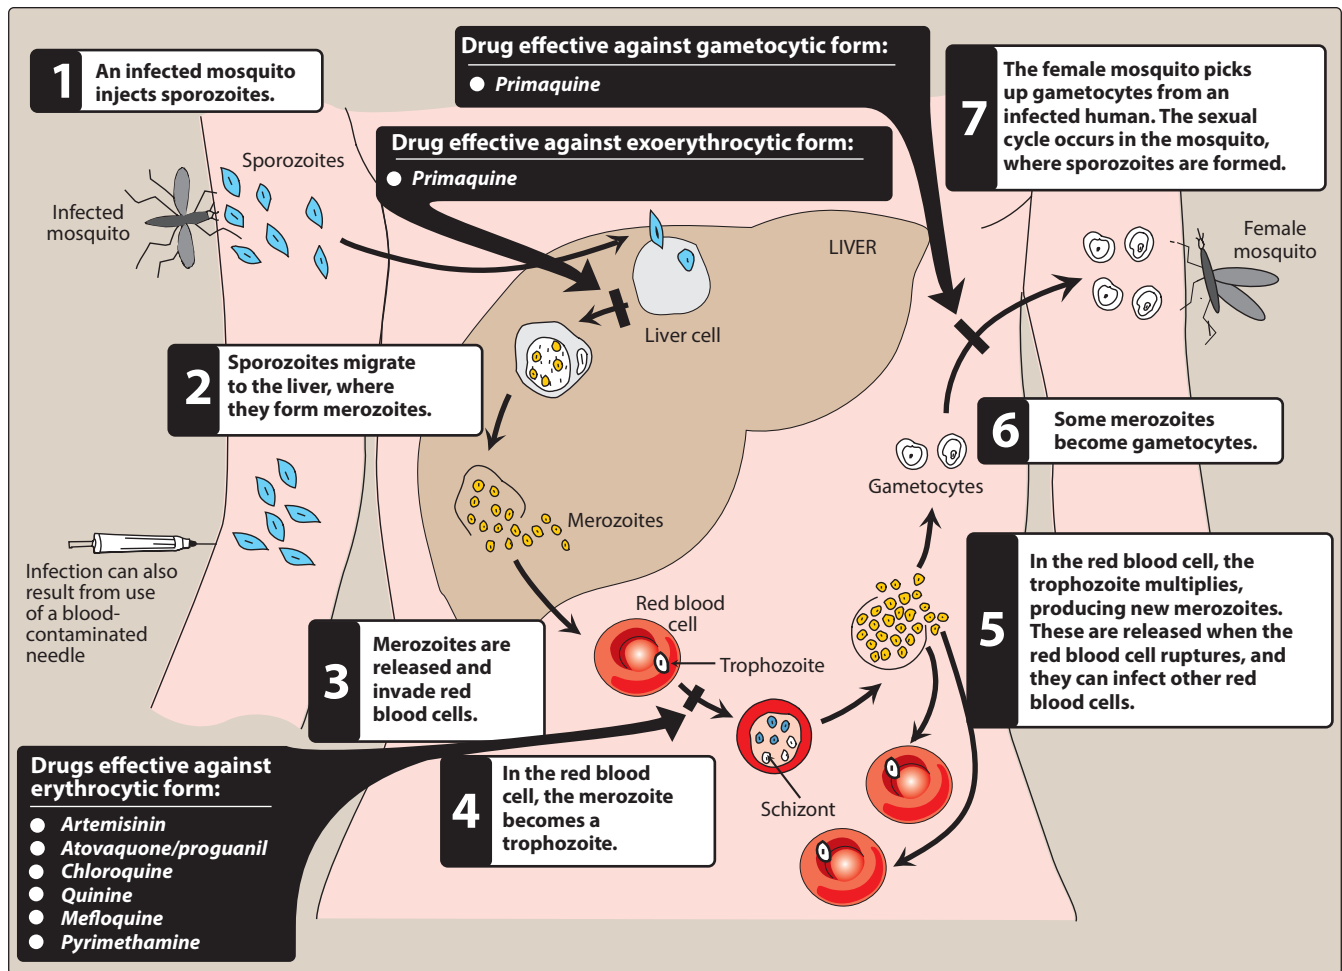 Drug effective against gametocytic form:
Primaquine
1
An infected mosquito
injects sporozoites.
7
The female mosquito picks
up gametocytes from an
infected human. The sexual
cycle occurs in the mosquito,
where sporozoites are formed.
Drug effective against exoerythrocytic form:
Primaquine
Sporozoites
Infected
mosquito
LIVER
Female
mosquito
Liver cell
2
Sporozoites migrate
to the liver, where
they form merozoites.
6
Some merozoites
become gametocytes.
Gametocytes
Merozoites
Infection can also
result from use
of a blood-
contaminated
needle
5
In the red blood cell, the
trophozoite multiplies,
producing new merozoites.
These are released when the
red blood cell ruptures, and
they can infect other red
blood cells.
Red blood
cell
Trophozoite
3
Merozoites are
released and
invade red
blood cells.
Schizont
4
In the red blood
cell, the merozoite
becomes a
trophozoite.
Drugs effective against
erythrocytic form:
Artemisinin
Atovaquone/proguanil
Chloroquine
Quinine
Mefloquine
Pyrimethamine